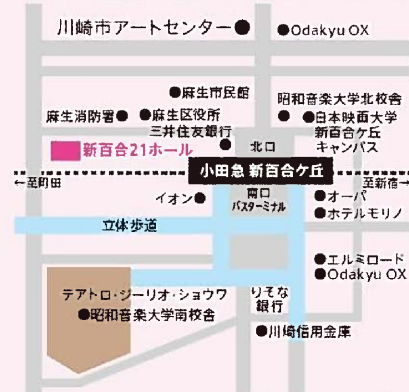 川崎市アートセンター●
●Odakyu OX
●麻生市民館
昭和音楽大学北校舎
麻生消防署●
●麻生区役所
三井住友銀行
●日本映画大学
新百合ケ丘
キャンパス
新百合21ホール
北口
小田急 新百合ケ丘
←至町田
至新宿→
イオン●
南口
バスターミナル
●オーパ
●ホテルモリノ
立体歩道
●エルミロード
●Odakyu OX
テアトロ・ジーリオ・ショウワ
●昭和音楽大学南校舎
りそな
銀行
●川崎信用金庫